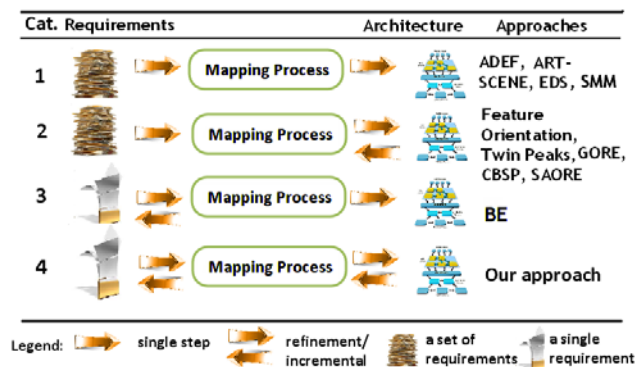 Cat. Requirements Architecture Approaches
1 Mapping Process ADEF, ART-
SCENE, EDS, SMM
2 Mapping Process Feature
Orientation,
Twin Peaks, GORE,
CBSP, SAORE
3 Mapping Process BE
4 Mapping Process Our approach
Legend: single step refinement/
incremental a set of
requirements a single
requirement